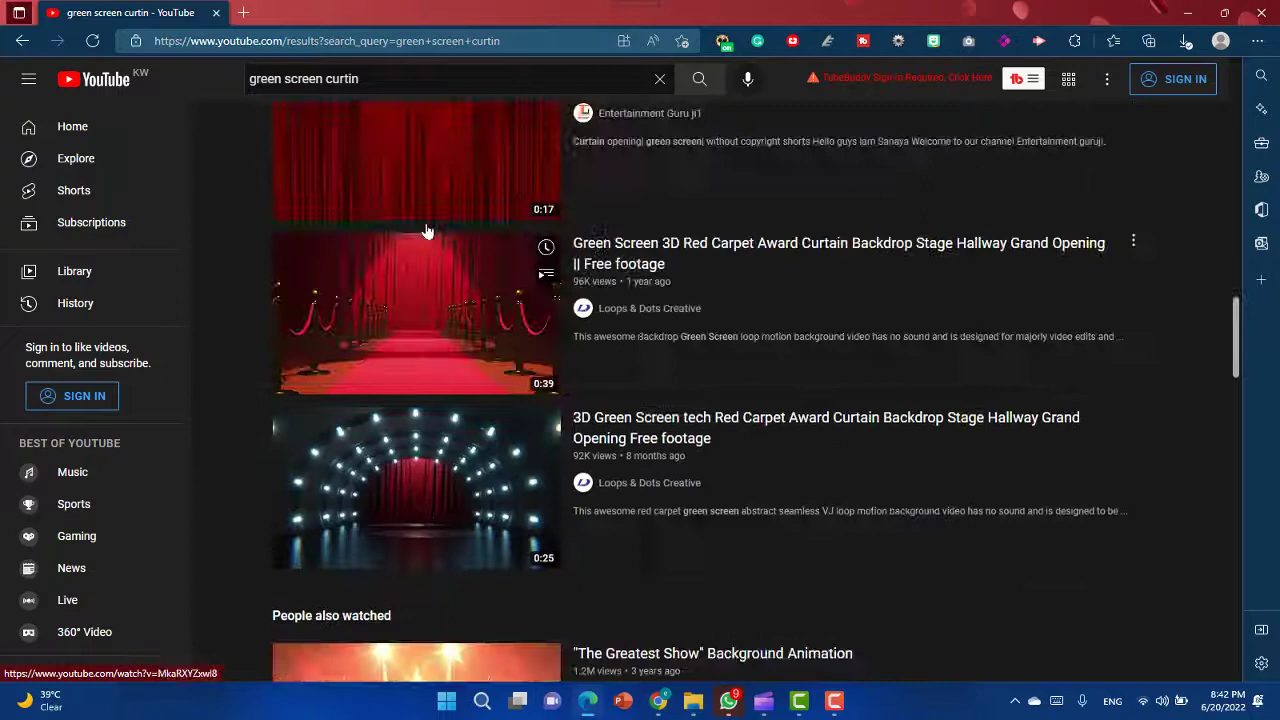 green screen curtin - YouTube
https://www.youtube.com/results?search_query=green+screen+curtin
YouTube KW
green screen curtin
TubeBuddy Sign-in Required, Click Here
tb
SIGN IN
Home
Explore
Shorts
Subscriptions
Library
History
Sign in to like videos,
comment, and subscribe.
SIGN IN
BEST OF YOUTUBE
Music
Sports
Gaming
News
Live
360° Video
Entertainment Guru ji1
Curtain opening| green screen| without copyright shorts Hello guys Iam Sanaya Welcome to our channel Entertainment guruji.
0:17
Green Screen 3D Red Carpet Award Curtain Backdrop Stage Hallway Grand Opening
|| Free footage
96K views • 1 year ago
Loops & Dots Creative
This awesome Backdrop Green Screen loop motion background video has no sound and is designed for majorly video edits and ...
0:39
3D Green Screen tech Red Carpet Award Curtain Backdrop Stage Hallway Grand
Opening Free footage
92K views • 8 months ago
Loops & Dots Creative
This awesome red carpet green screen abstract seamless VJ loop motion background video has no sound and is designed to be ...
0:25
People also watched
"The Greatest Show" Background Animation
1.2M views • 3 years ago
https://www.youtube.com/watch?v=MkaRXYZxwI8
39°C
Clear
9
ENG
8:42 PM
6/20/2022